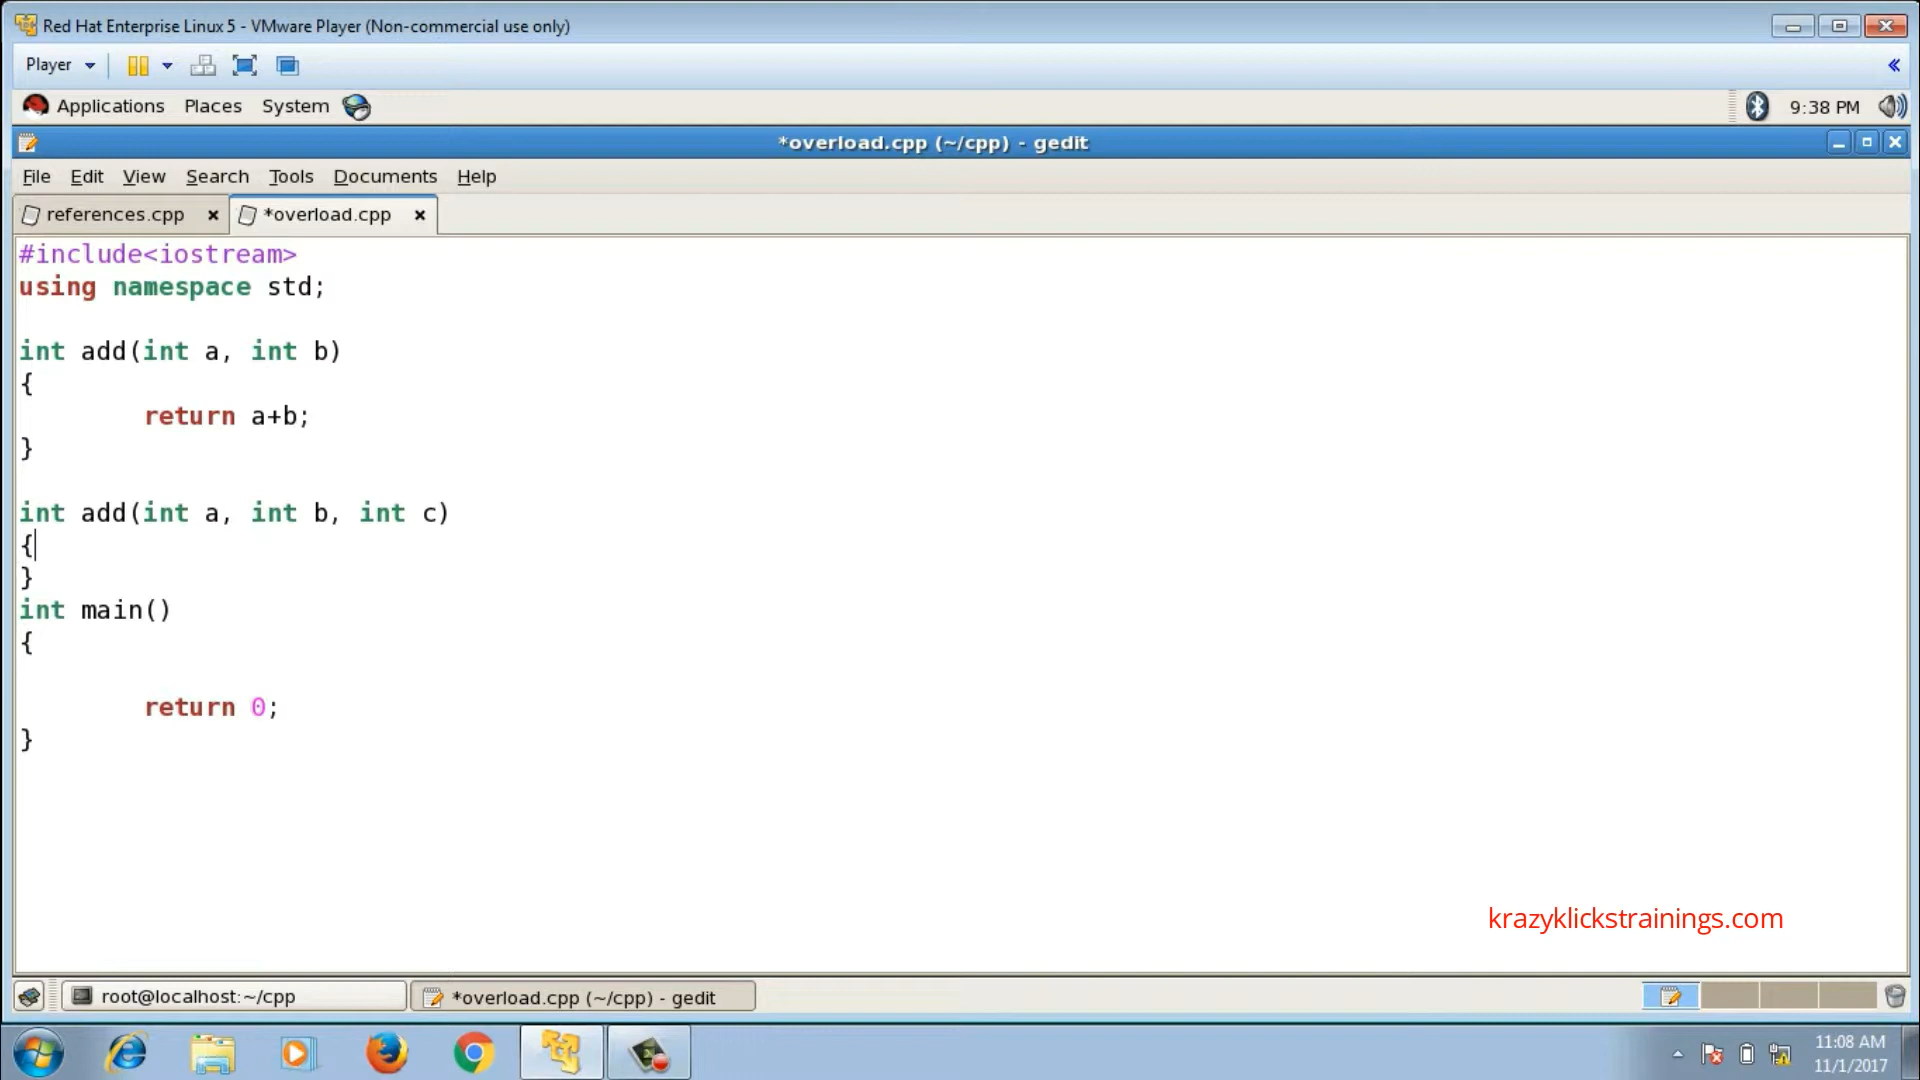 Red Hat Enterprise Linux 5 - VMware Player (Non-commercial use only)
Player
Applications Places System 9:38 PM
*overload.cpp (~/cpp) - gedit
File Edit View Search Tools Documents Help
references.cpp *overload.cpp
#include<iostream>
using namespace std;
int add(int a, int b)
{
return a+b;
}
int add(int a, int b, int c)
{
}
int main()
{
return 0;
}
krazyklickstrainings.com
root@localhost:~/cpp *overload.cpp (~/cpp) - gedit
11:08 AM
11/1/2017